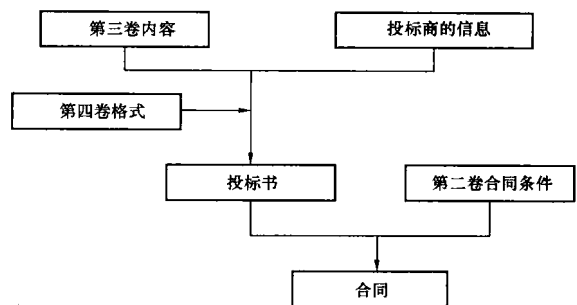 第三卷内容
投标商的信息
第四卷格式
投标书
第二卷合同条件
合同